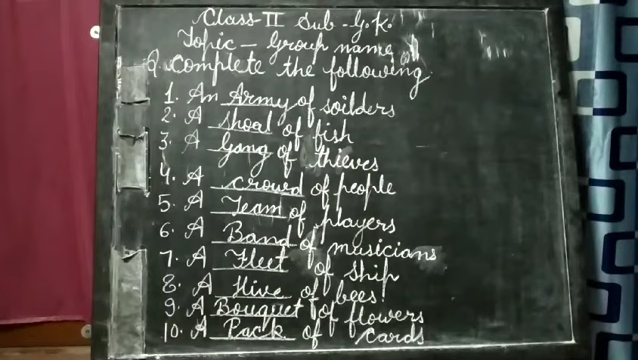 Class-II Sub-G.K.
Topic - Group name
Q. Complete the following
1. An Army of soilders
2. A shoal of fish
3. A Gang of thieves
4. A crowd of people
5. A Team of players
6. A Band of musicians
7. A Fleet of ship
8. A Hive of bees
9. A Bouquet of flowers
10. A Pack of cards